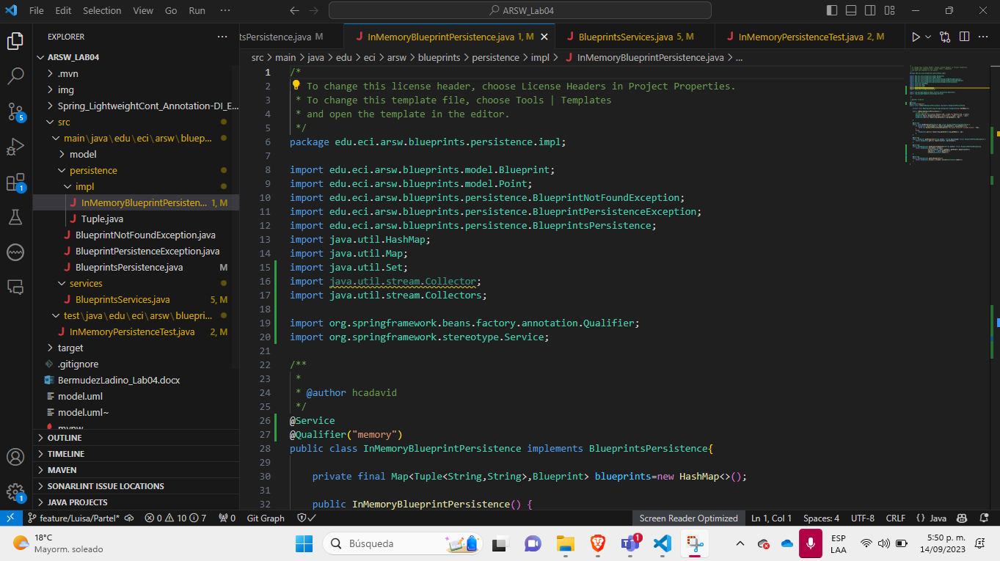 File Edit Selection View Go Run ··· ARSW_Lab04
EXPLORER ···
ARSW_LAB04
.mvn
img
Spring_LightweightCont_Annotation-DI_E...
src
main\java\edu\eci\arsw\bluep...
model
persistence
impl
InMemoryBlueprintPersisten... 1, M
Tuple.java
BlueprintNotFoundException.java
BlueprintPersistenceException.java
BlueprintsPersistence.java M
services
BlueprintsServices.java 5, M
test\java\edu\eci\arsw\bluepri...
InMemoryPersistenceTest.java 2, M
target
.gitignore
BermudezLadino_Lab04.docx
model.uml
model.uml~
mvnw
OUTLINE
TIMELINE
MAVEN
SONARLINT ISSUE LOCATIONS
JAVA PROJECTS
5
1
1
tsPersistence.java M InMemoryBlueprintPersistence.java 1, M BlueprintsServices.java 5, M InMemoryPersistenceTest.java 2, M
src > main > java > edu > eci > arsw > blueprints > persistence > impl > InMemoryBlueprintPersistence.java > ...
1 /*
2 To change this license header, choose License Headers in Project Properties.
3 * To change this template file, choose Tools | Templates
4 * and open the template in the editor.
5 */
6 package edu.eci.arsw.blueprints.persistence.impl;
7
8 import edu.eci.arsw.blueprints.model.Blueprint;
9 import edu.eci.arsw.blueprints.model.Point;
10 import edu.eci.arsw.blueprints.persistence.BlueprintNotFoundException;
11 import edu.eci.arsw.blueprints.persistence.BlueprintPersistenceException;
12 import edu.eci.arsw.blueprints.persistence.BlueprintsPersistence;
13 import java.util.HashMap;
14 import java.util.Map;
15 import java.util.Set;
16 import java.util.stream.Collector;
17 import java.util.stream.Collectors;
18
19 import org.springframework.beans.factory.annotation.Qualifier;
20 import org.springframework.stereotype.Service;
21
22 /**
23 *
24 * @author hcadavid
25 */
26 @Service
27 @Qualifier("memory")
28 public class InMemoryBlueprintPersistence implements BlueprintsPersistence{
29
30 private final Map<Tuple<String,String>,Blueprint> blueprints=new HashMap<>();
31
32 public InMemoryBlueprintPersistence() {
feature/Luisa/Partel* 0 10 7 0 Git Graph Screen Reader Optimized Ln 1, Col 1 Spaces: 4 UTF-8 CRLF {} Java
18°C
Mayorm. soleado
Búsqueda
1
ESP
LAA
5:50 p. m.
14/09/2023